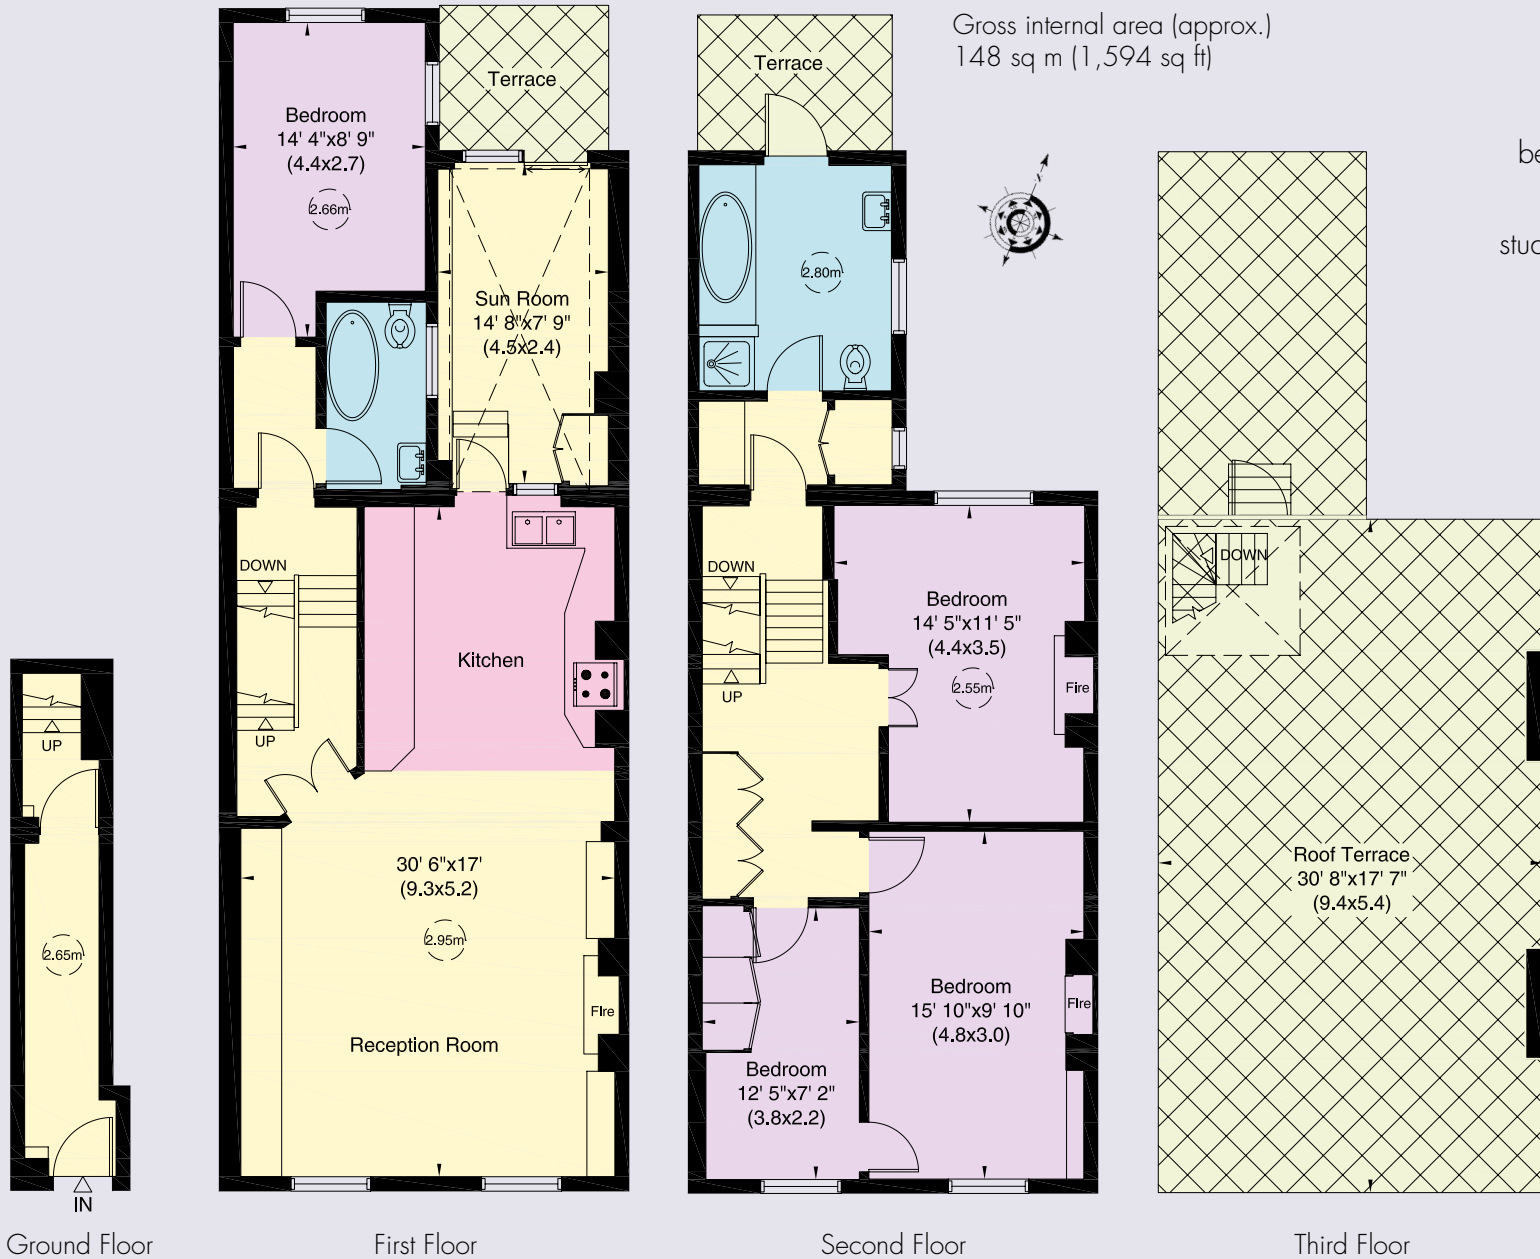 Gross internal area (approx.)
148 sq m (1,594 sq ft)
be
stud
UP
2.65m
IN
Ground Floor
Terrace
Bedroom
14' 4"x8' 9"
(4.4x2.7)
2.66m
Sun Room
14' 8"x7' 9"
(4.5x2.4)
DOWN
UP
Kitchen
30' 6"x17'
(9.3x5.2)
2.95m
FIre
Reception Room
First Floor
Terrace
2.80m
DOWN
UP
Bedroom
14' 5"x11' 5"
(4.4x3.5)
2.55m
Fire
Bedroom
15' 10"x9' 10"
(4.8x3.0)
FIre
Bedroom
12' 5"x7' 2"
(3.8x2.2)
Second Floor
N
DOWN
Roof Terrace
30' 8"x17' 7"
(9.4x5.4)
Third Floor